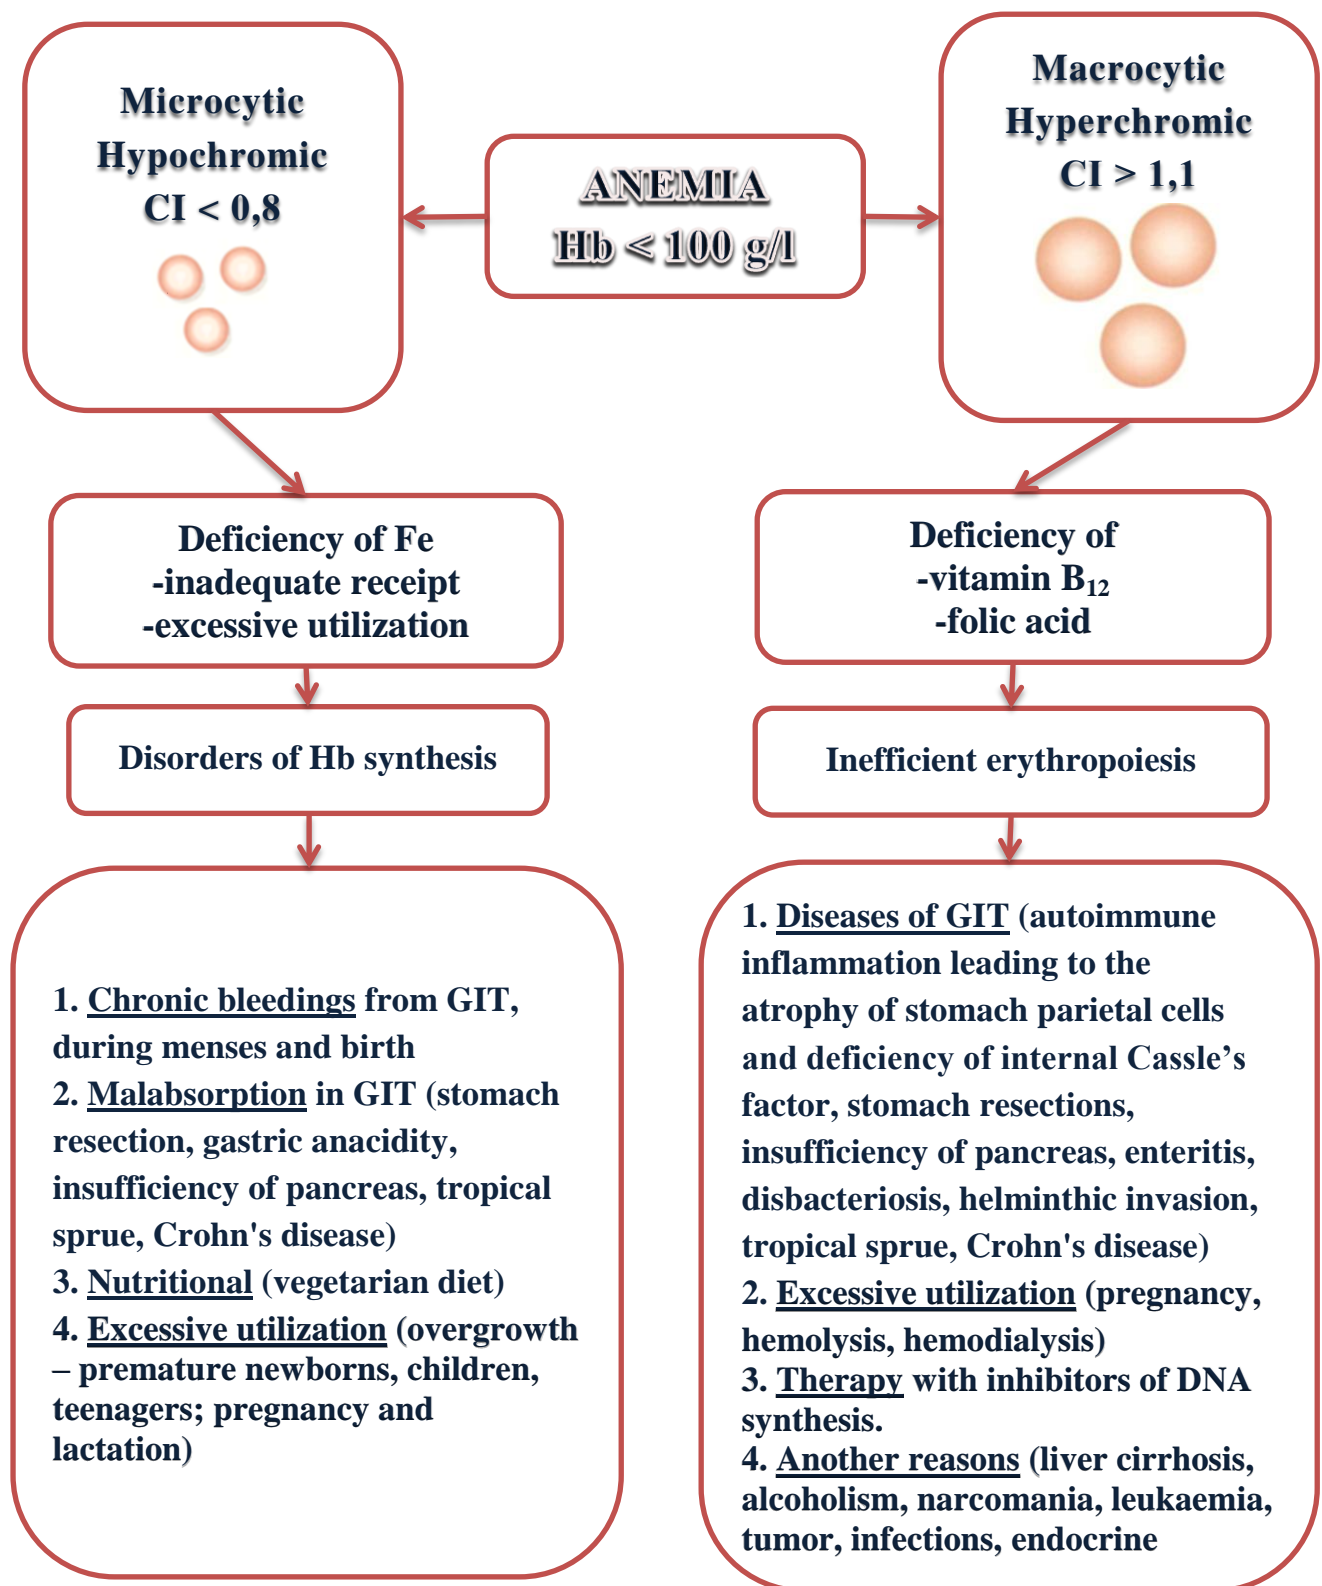 Microcytic
Hypochromic
CI < 0,8
ANEMIA
Hb < 100 g/l
Macrocytic
Hyperchromic
CI > 1,1
Deficiency of Fe
-inadequate receipt
-excessive utilization
Deficiency of
-vitamin B₁₂
-folic acid
Disorders of Hb synthesis
Inefficient erythropoiesis
1. Chronic bleedings from GIT,
during menses and birth
2. Malabsorption in GIT (stomach
resection, gastric anacidity,
insufficiency of pancreas, tropical
sprue, Crohn's disease)
3. Nutritional (vegetarian diet)
4. Excessive utilization (overgrowth
– premature newborns, children,
teenagers; pregnancy and
lactation)
1. Diseases of GIT (autoimmune
inflammation leading to the
atrophy of stomach parietal cells
and deficiency of internal Cassle’s
factor, stomach resections,
insufficiency of pancreas, enteritis,
disbacteriosis, helminthic invasion,
tropical sprue, Crohn's disease)
2. Excessive utilization (pregnancy,
hemolysis, hemodialysis)
3. Therapy with inhibitors of DNA
synthesis.
4. Another reasons (liver cirrhosis,
alcoholism, narcomania, leukaemia,
tumor, infections, endocrine